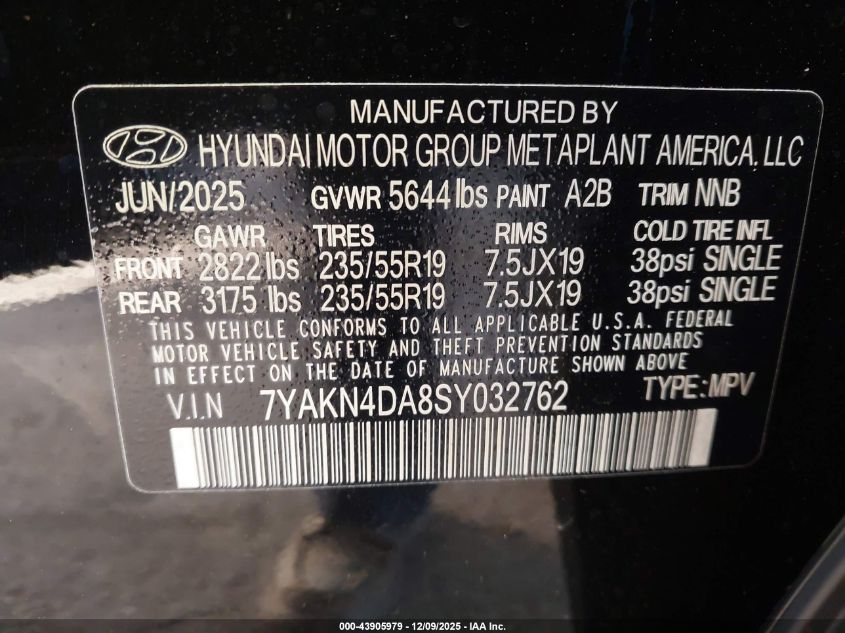 MANUFACTURED BY
HYUNDAI MOTOR GROUP METAPLANT AMERICA, LLC
JUN/2025 GVWR 5644 lbs PAINT A2B TRIM NNB
GAWR TIRES RIMS COLD TIRE INFL
FRONT 2822 lbs 235/55R19 7.5JX19 38psi SINGLE
REAR 3175 lbs 235/55R19 7.5JX19 38psi SINGLE
THIS VEHICLE CONFORMS TO ALL APPLICABLE U.S.A. FEDERAL
MOTOR VEHICLE SAFETY AND THEFT PREVENTION STANDARDS
IN EFFECT ON THE DATE OF MANUFACTURE SHOWN ABOVE
V.I.N 7YAKN4DA8SY032762 TYPE:MPV
000-43905979 - 12/09/2025 - IAA Inc.